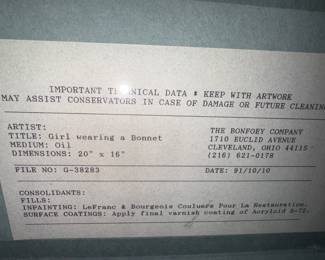 IMPORTANT TECHNICAL DATA * KEEP WITH ARTWORK
MAY ASSIST CONSERVATORS IN CASE OF DAMAGE OR FUTURE CLEANING
ARTIST:
TITLE: Girl wearing a Bonnet
MEDIUM: Oil
DIMENSIONS: 20" x 16"
THE BONFOEY COMPANY
1710 EUCLID AVENUE
CLEVELAND, OHIO 44115
(216) 621-0178
FILE NO: G-38283 DATE: 91/10/10
CONSOLIDANTS:
FILLS:
INPAINTING: LeFranc & Bourgeois Couluers Pour La Restauration.
SURFACE COATINGS: Apply final varnish coating of Acryloid B-72.